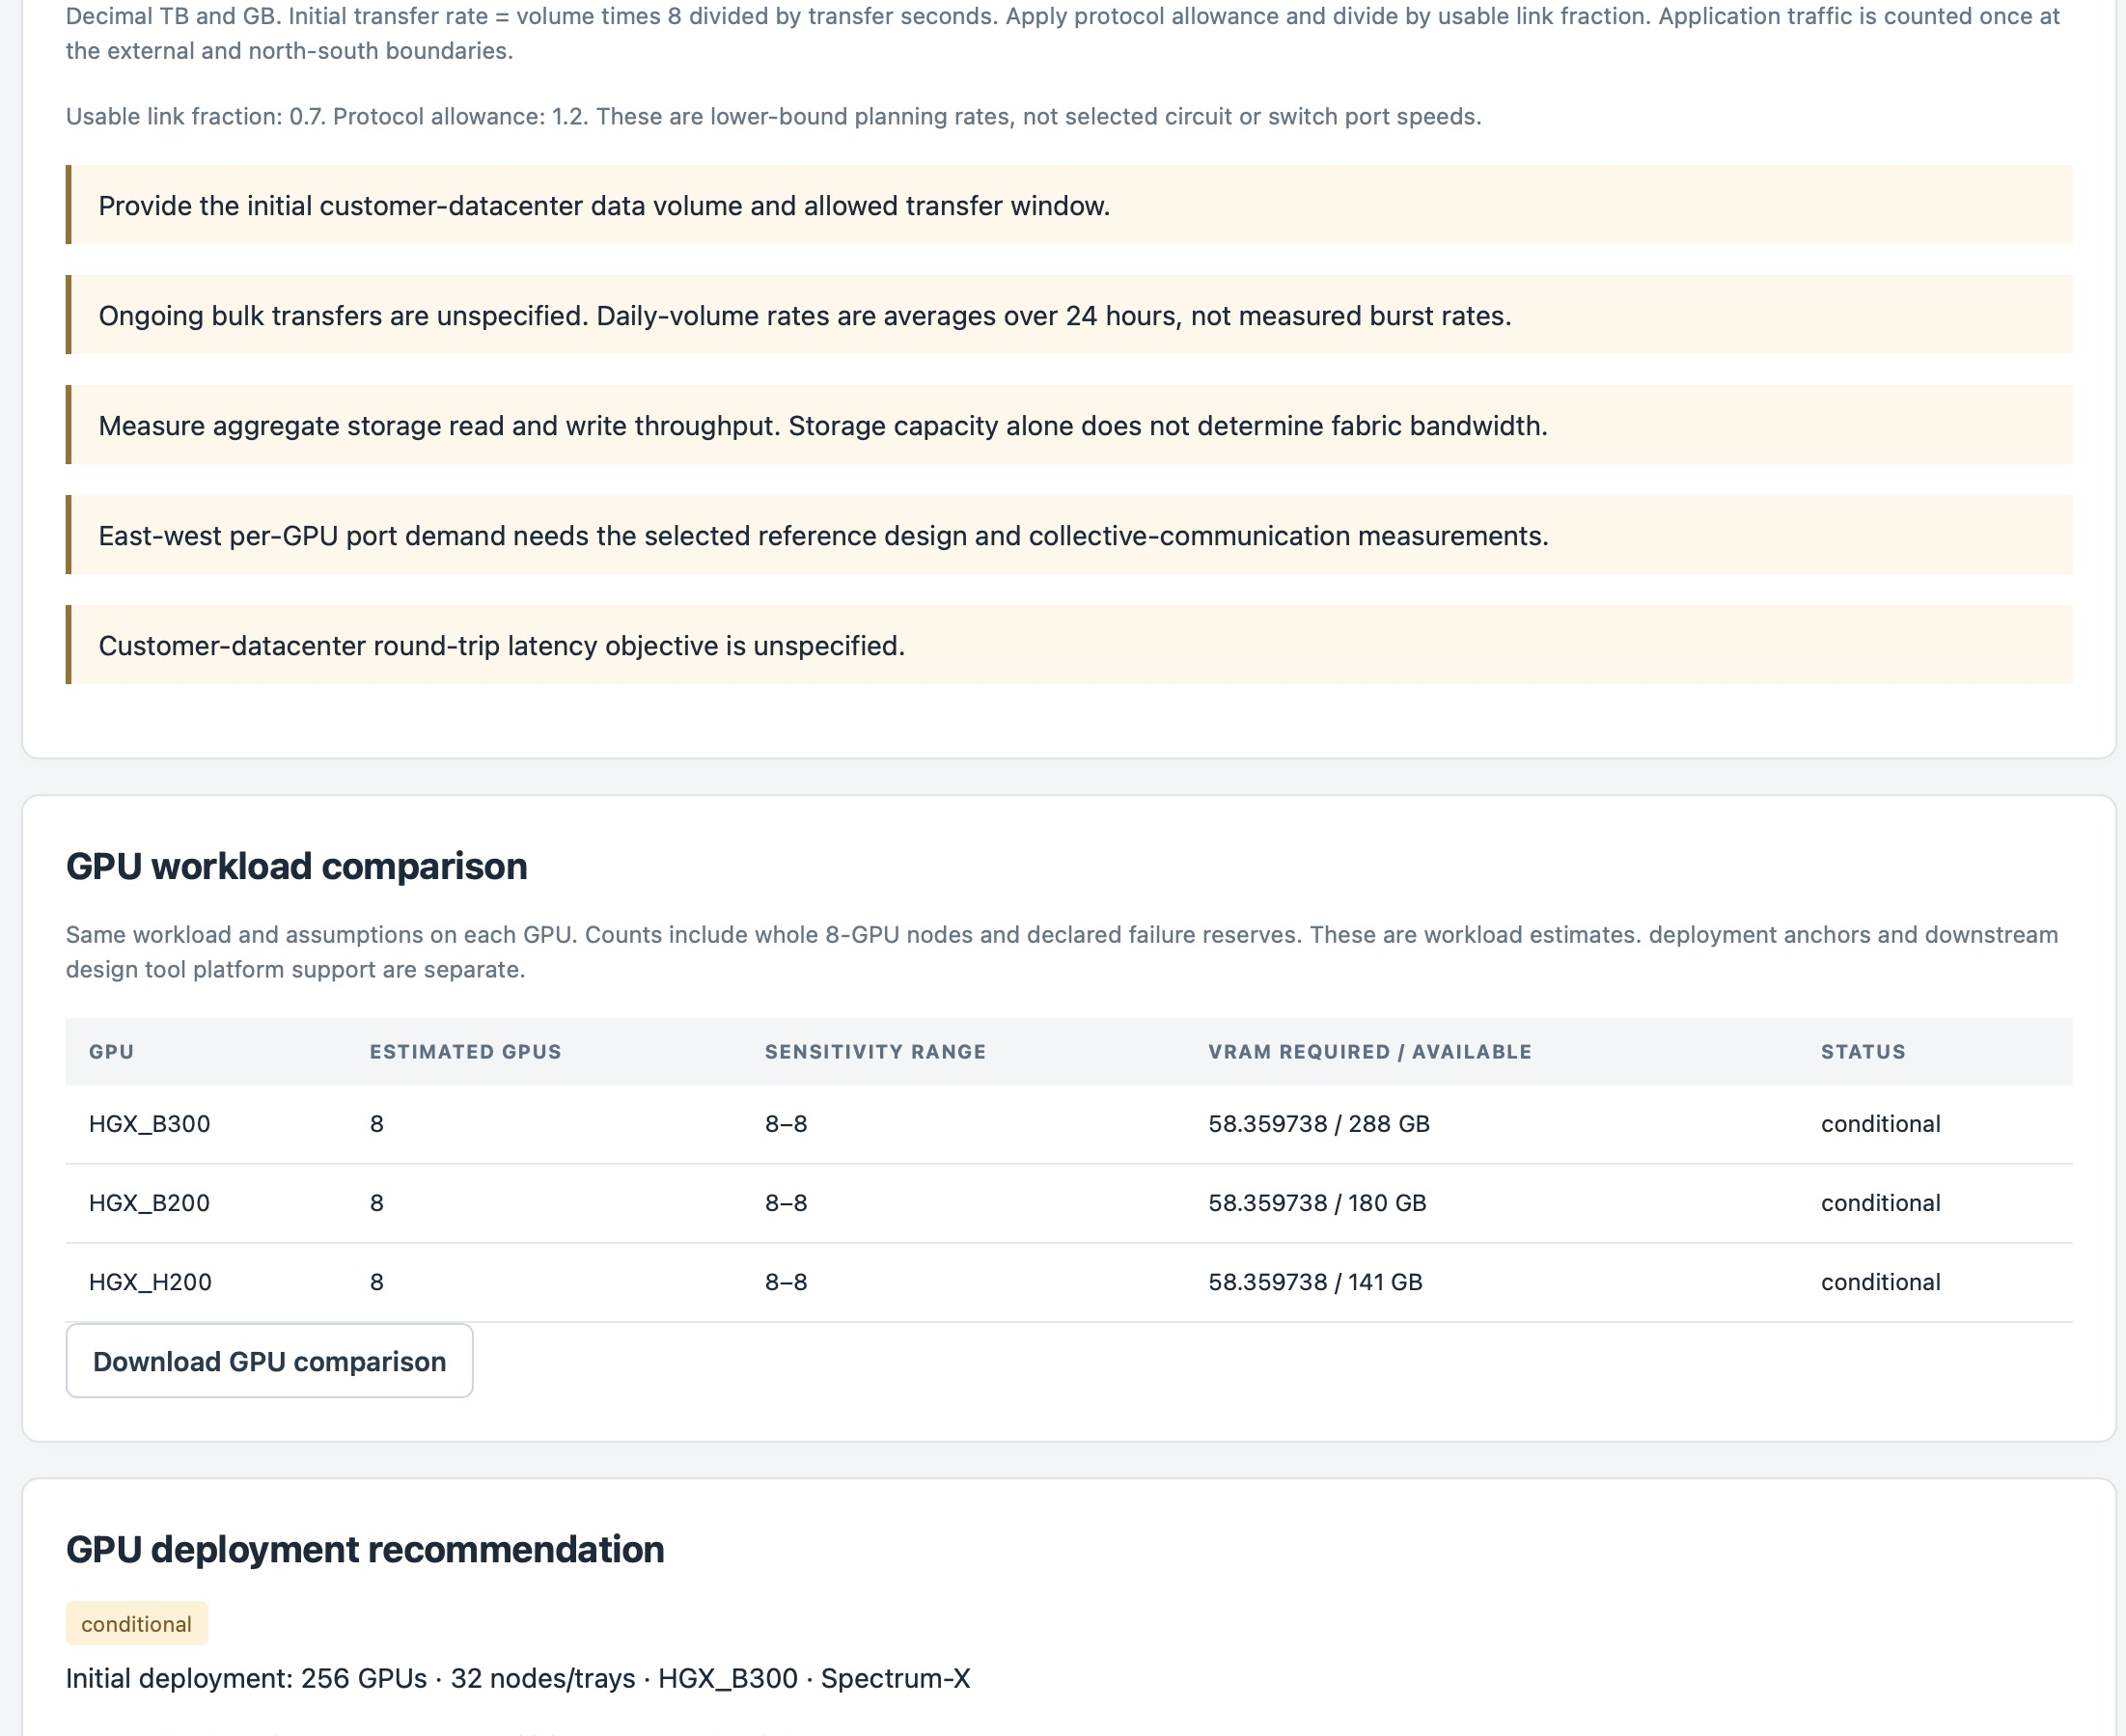 Decimal TB and GB. Initial transfer rate = volume times 8 divided by transfer seconds. Apply protocol allowance and divide by usable link fraction. Application traffic is counted once at
the external and north-south boundaries.
Usable link fraction: 0.7. Protocol allowance: 1.2. These are lower-bound planning rates, not selected circuit or switch port speeds.
Provide the initial customer-datacenter data volume and allowed transfer window.
Ongoing bulk transfers are unspecified. Daily-volume rates are averages over 24 hours, not measured burst rates.
Measure aggregate storage read and write throughput. Storage capacity alone does not determine fabric bandwidth.
East-west per-GPU port demand needs the selected reference design and collective-communication measurements.
Customer-datacenter round-trip latency objective is unspecified.
GPU workload comparison
Same workload and assumptions on each GPU. Counts include whole 8-GPU nodes and declared failure reserves. These are workload estimates. deployment anchors and downstream
design tool platform support are separate.
GPU ESTIMATED GPUS SENSITIVITY RANGE VRAM REQUIRED / AVAILABLE STATUS
HGX_B300 8 8–8 58.359738 / 288 GB conditional
HGX_B200 8 8–8 58.359738 / 180 GB conditional
HGX_H200 8 8–8 58.359738 / 141 GB conditional
Download GPU comparison
GPU deployment recommendation
conditional
Initial deployment: 256 GPUs · 32 nodes/trays · HGX_B300 · Spectrum-X